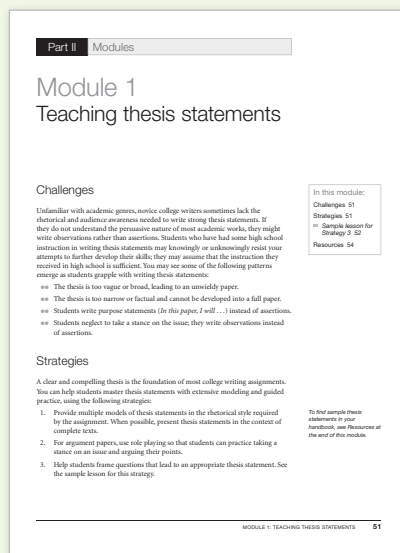 Part II Modules
Module 1
Teaching thesis statements
Challenges
Unfamiliar with academic genres, novice college writers sometimes lack the
rhetorical and audience awareness needed to write strong thesis statements. If
they do not understand the persuasive nature of most academic works, they might
write observations rather than assertions. Students who have had some high school
instruction in writing thesis statements may knowingly or unknowingly resist your
attempts to further develop their skills; they may assume that the instruction they
received in high school is sufficient. You may see some of the following patterns
emerge as students grapple with writing thesis statements:
The thesis is too vague or broad, leading to an unwieldy paper.
The thesis is too narrow or factual and cannot be developed into a full paper.
Students write purpose statements (In this paper, I will . . .) instead of assertions.
Students neglect to take a stance on the issue; they write observations instead
of assertions.
Strategies
A clear and compelling thesis is the foundation of most college writing assignments.
You can help students master thesis statements with extensive modeling and guided
practice, using the following strategies:
1. Provide multiple models of thesis statements in the rhetorical style required
by the assignment. When possible, present thesis statements in the context of
complete texts.
2. For argument papers, use role playing so that students can practice taking a
stance on an issue and arguing their points.
3. Help students frame questions that lead to an appropriate thesis statement. See
the sample lesson for this strategy.
In this module:
Challenges 51
Strategies 51
Sample lesson for
Strategy 3 52
Resources 54
To find sample thesis
statements in your
handbook, see Resources at
the end of this module.
MODULE 1: TEACHING THESIS STATEMENTS 51